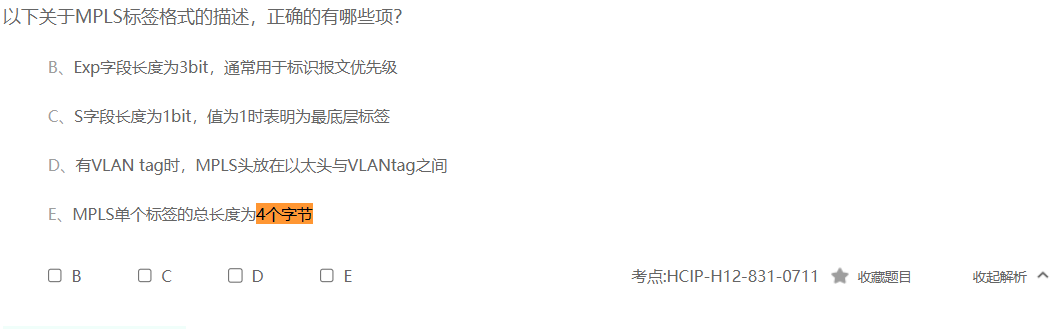 以下关于MPLS标签格式的描述，正确的有哪些项?
B、Exp字段长度为3bit，通常用于标识报文优先级
C、S字段长度为1bit，值为1时表明为最底层标签
D、有VLAN tag时，MPLS头放在以太头与VLANtag之间
E、MPLS单个标签的总长度为4个字节
B C D E 考点:HCIP-H12-831-0711 收藏题目 收起解析